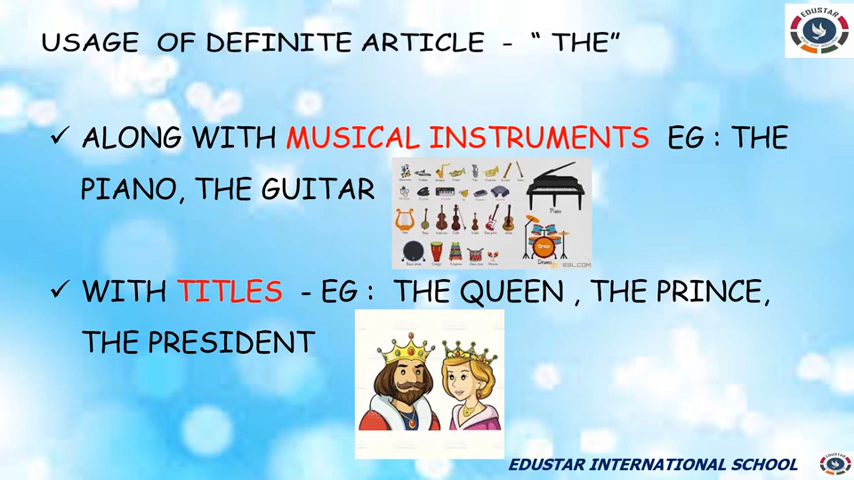 USAGE OF DEFINITE ARTICLE - “ THE”
EDUSTAR
✓ ALONG WITH MUSICAL INSTRUMENTS EG : THE
PIANO, THE GUITAR
Piano
Drums
✓ WITH TITLES - EG : THE QUEEN , THE PRINCE,
THE PRESIDENT
EDUSTAR INTERNATIONAL SCHOOL